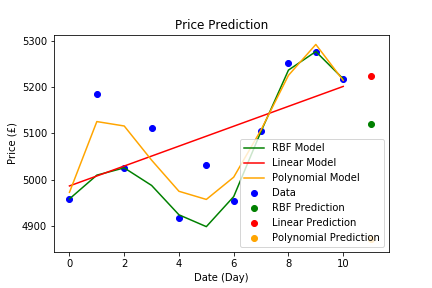 Price Prediction
5300
5200
5100
5000
4900
Price (£)
0 2 4 6 8 10
Date (Day)
RBF Model
Linear Model
Polynomial Model
Data
RBF Prediction
Linear Prediction
Polynomial Prediction